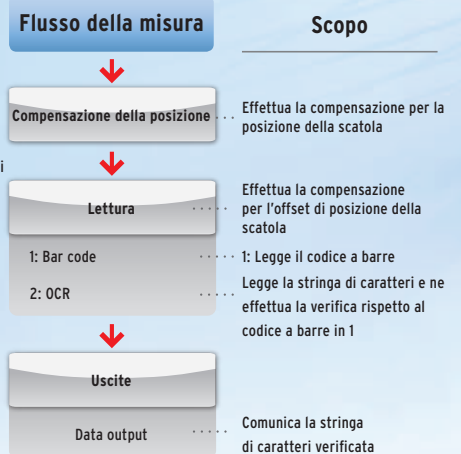 Flusso della misura
Scopo
Compensazione della posizione
Effettua la compensazione per la
posizione della scatola
i
Lettura
Effettua la compensazione
per l'offset di posizione della
scatola
1: Bar code
1: Legge il codice a barre
2: OCR
Legge la stringa di caratteri e ne
effettua la verifica rispetto al
codice a barre in 1
Uscite
Data output
Comunica la stringa
di caratteri verificata